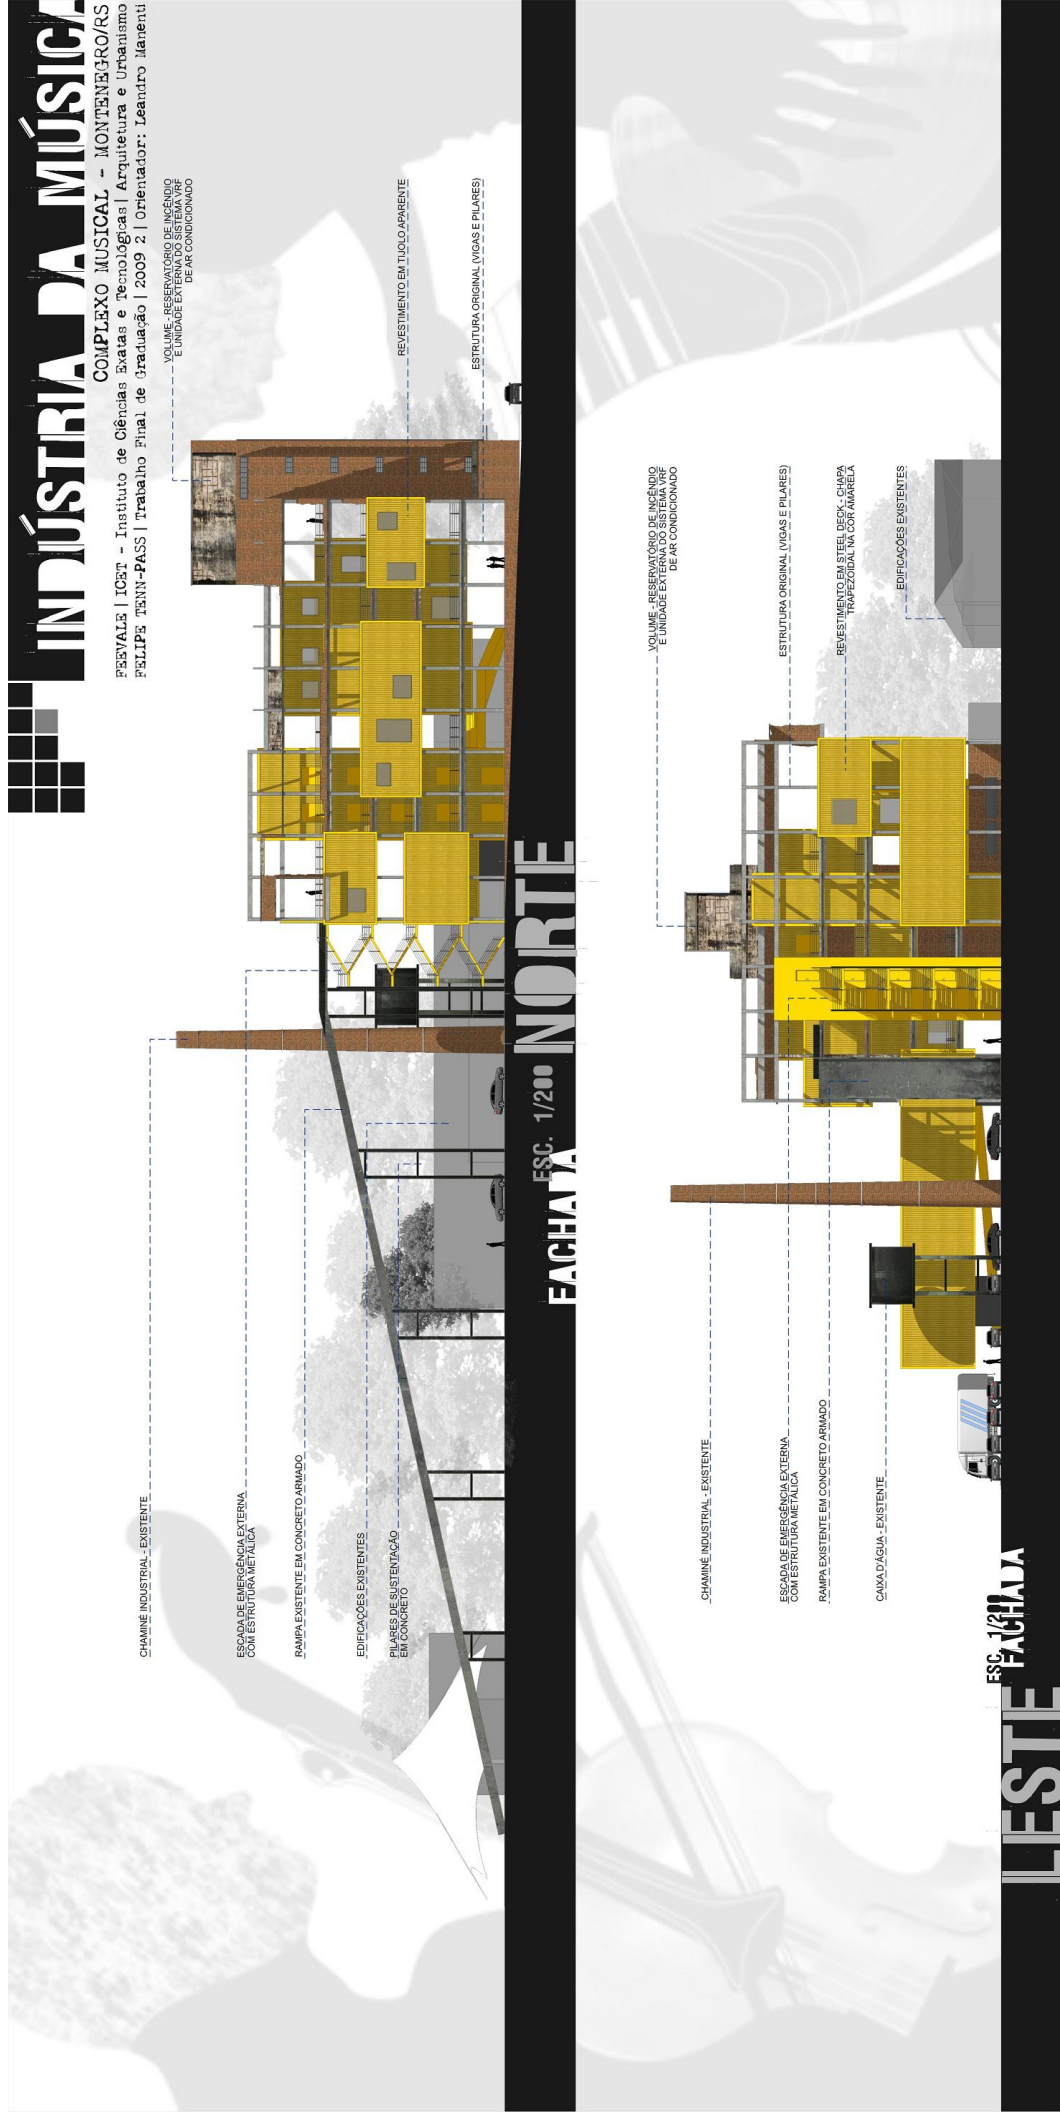 INDÚSTRIA DA MÚSICA
COMPLEXO MUSICAL - MONTENEGRO/RS
FEEVALE | ICET - Instituto de Ciências Exatas e Tecnológicas | Arquitetura e Urbanismo
FELIPE TENN-PASS | Trabalho Final de Graduação | 2009 2 | Orientador: Leandro Manenti
CHAMINÉ INDUSTRIAL - EXISTENTE
VOLUME - RESERVATÓRIO DE INCÊNDIO
E UNIDADE EXTERNA DO SISTEMA VRF
DE AR CONDICIONADO
ESCADA DE EMERGÊNCIA EXTERNA
COM ESTRUTURA METÁLICA
RAMPA EXISTENTE EM CONCRETO ARMADO
EDIFICAÇÕES EXISTENTES
PILARES DE SUSTENTAÇÃO
EM CONCRETO
REVESTIMENTO EM TIJOLO APARENTE
ESTRUTURA ORIGINAL (VIGAS E PILARES)
FACHADA
ESC. 1/200
NORTE
VOLUME - RESERVATÓRIO DE INCÊNDIO
E UNIDADE EXTERNA DO SISTEMA VRF
DE AR CONDICIONADO
CHAMINÉ INDUSTRIAL - EXISTENTE
ESCADA DE EMERGÊNCIA EXTERNA
COM ESTRUTURA METÁLICA
RAMPA EXISTENTE EM CONCRETO ARMADO
CAIXA D'ÁGUA - EXISTENTE
ESTRUTURA ORIGINAL (VIGAS E PILARES)
REVESTIMENTO EM STEEL DECK - CHAPA
TRAPEZOIDAL NA COR AMARELA
EDIFICAÇÕES EXISTENTES
ESC. 1/200
FACHADA
LESTE